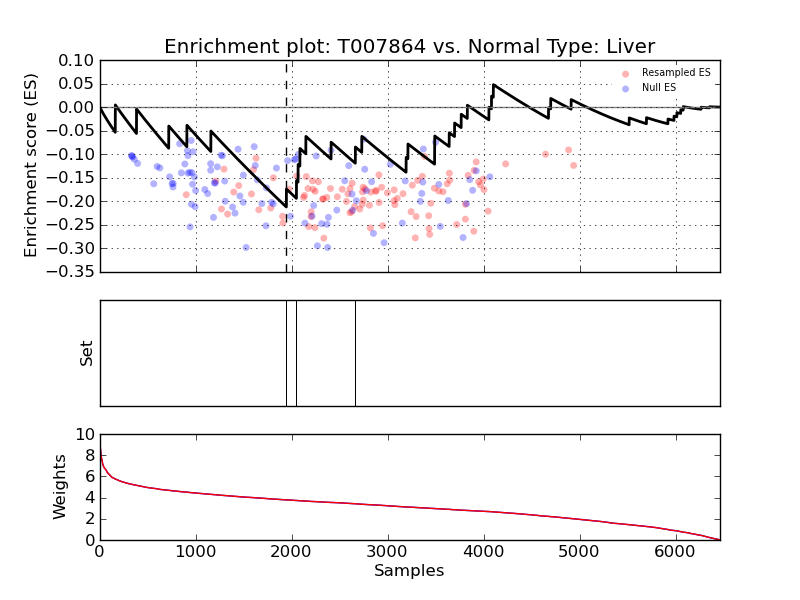 Enrichment plot: T007864 vs. Normal Type: Liver
Enrichment score (ES)
0.10
0.05
0.00
−0.05
−0.10
−0.15
−0.20
−0.25
−0.30
−0.35
Resampled ES
Null ES
Set
Weights
10
8
6
4
2
0
0 1000 2000 3000 4000 5000 6000
Samples